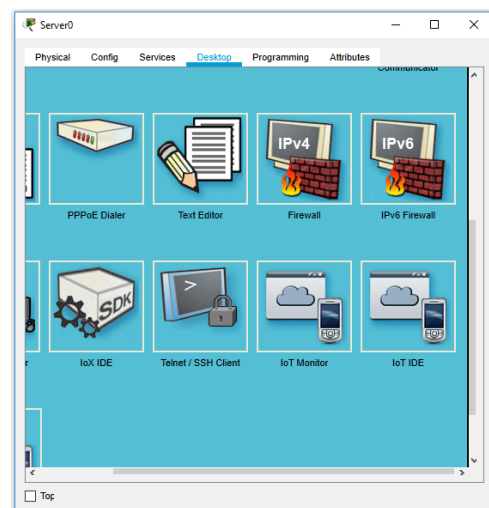 Server0
Physical Config Services Desktop Programming Attributes
Communicator
IPv4 IPv6
PPPoE Dialer Text Editor Firewall IPv6 Firewall
SDK >
r IoX IDE Telnet / SSH Client IoT Monitor IoT IDE
Top